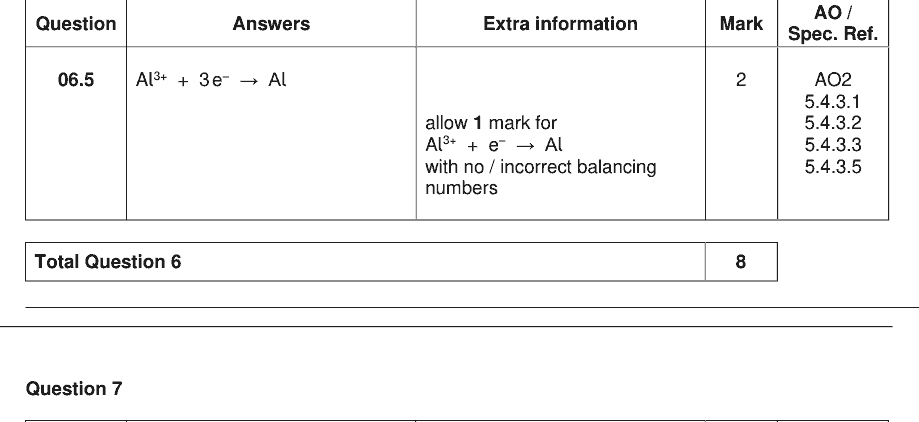 Question Answers Extra information Mark AO / Spec. Ref.
06.5 Al³⁺ + 3e⁻ → Al 2 AO2
5.4.3.1
allow 1 mark for 5.4.3.2
Al³⁺ + e⁻ → Al 5.4.3.3
with no / incorrect balancing 5.4.3.5
numbers
Total Question 6 8
Question 7